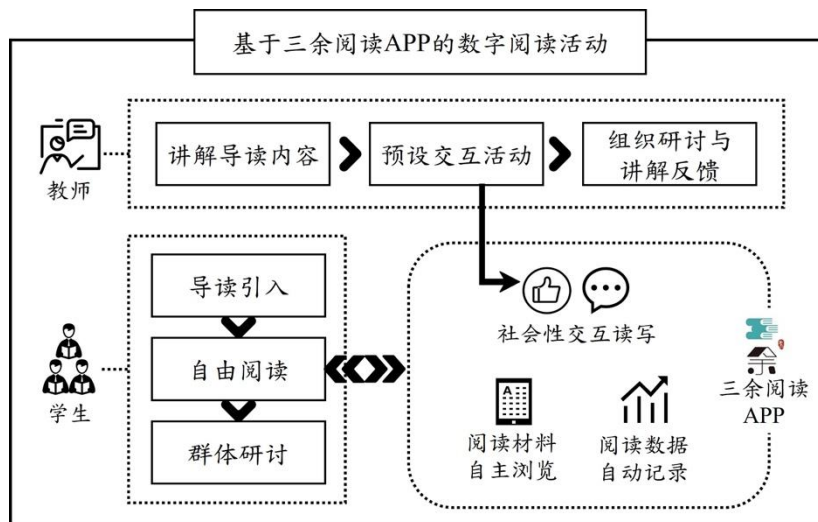 基于三余阅读APP的数字阅读活动
教师
讲解导读内容
预设交互活动
组织研讨与
讲解反馈
学生
导读引入
自由阅读
群体研讨
社会性交互读写
A
阅读材料
自主浏览
阅读数据
自动记录
余
三余阅读
APP